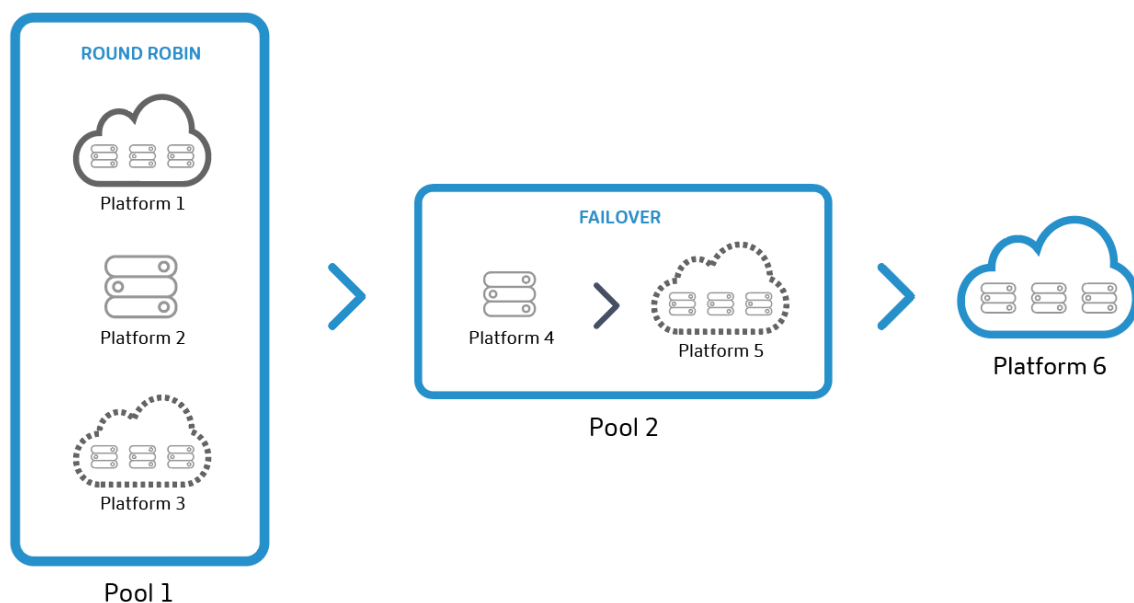 ROUND ROBIN
Platform 1
Platform 2
Platform 3
Pool 1
FAILOVER
Platform 4
Platform 5
Pool 2
Platform 6